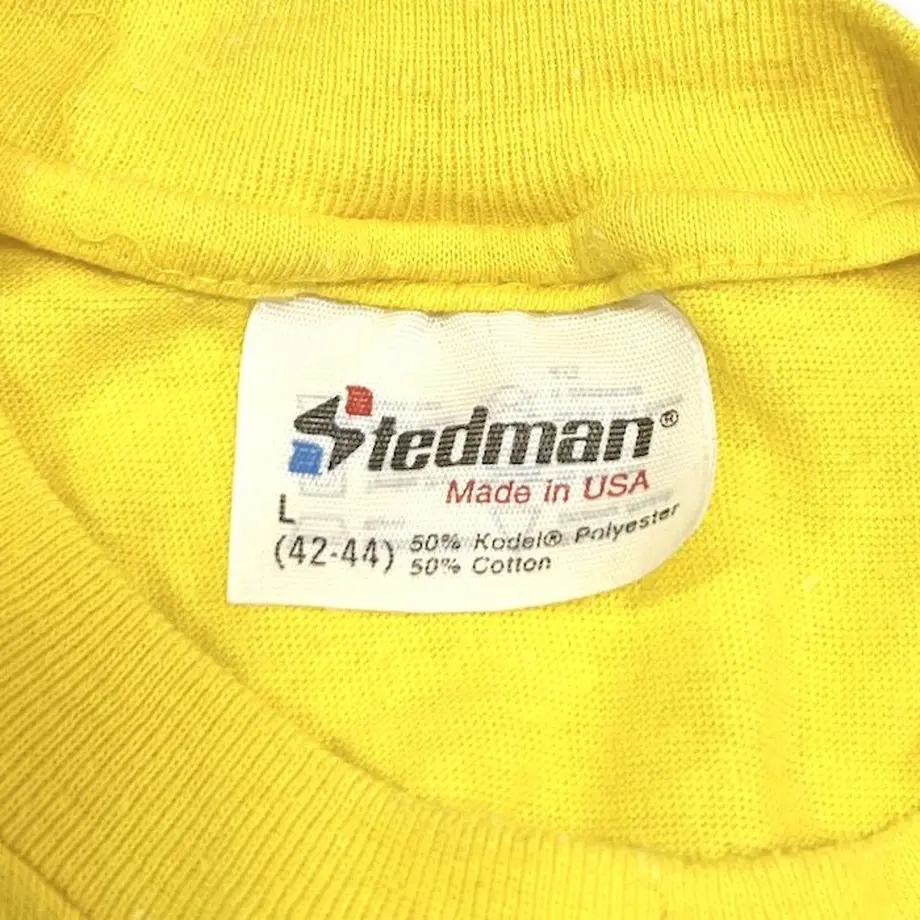 Stedman®
Made in USA
L
(42-44)
50% Kodel® Polyester
50% Cotton